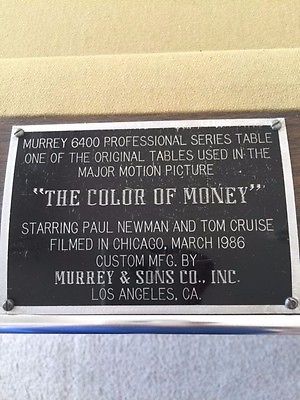 MURREY 6400 PROFESSIONAL SERIES TABLE
ONE OF THE ORIGINAL TABLES USED IN THE
MAJOR MOTION PICTURE
"THE COLOR OF MONEY"
STARRING PAUL NEWMAN AND TOM CRUISE
FILMED IN CHICAGO, MARCH 1986
CUSTOM MFG. BY
MURREY & SONS CO., INC.
LOS ANGELES, CA.